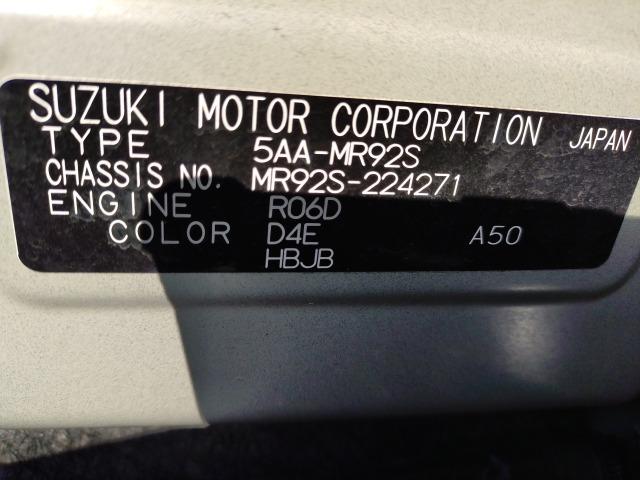 SUZUKI MOTOR CORPORATION JAPAN
TYPE 5AA-MR92S
CHASSIS NO. MR92S-224271
ENGINE R06D
COLOR D4E A50
HBJB